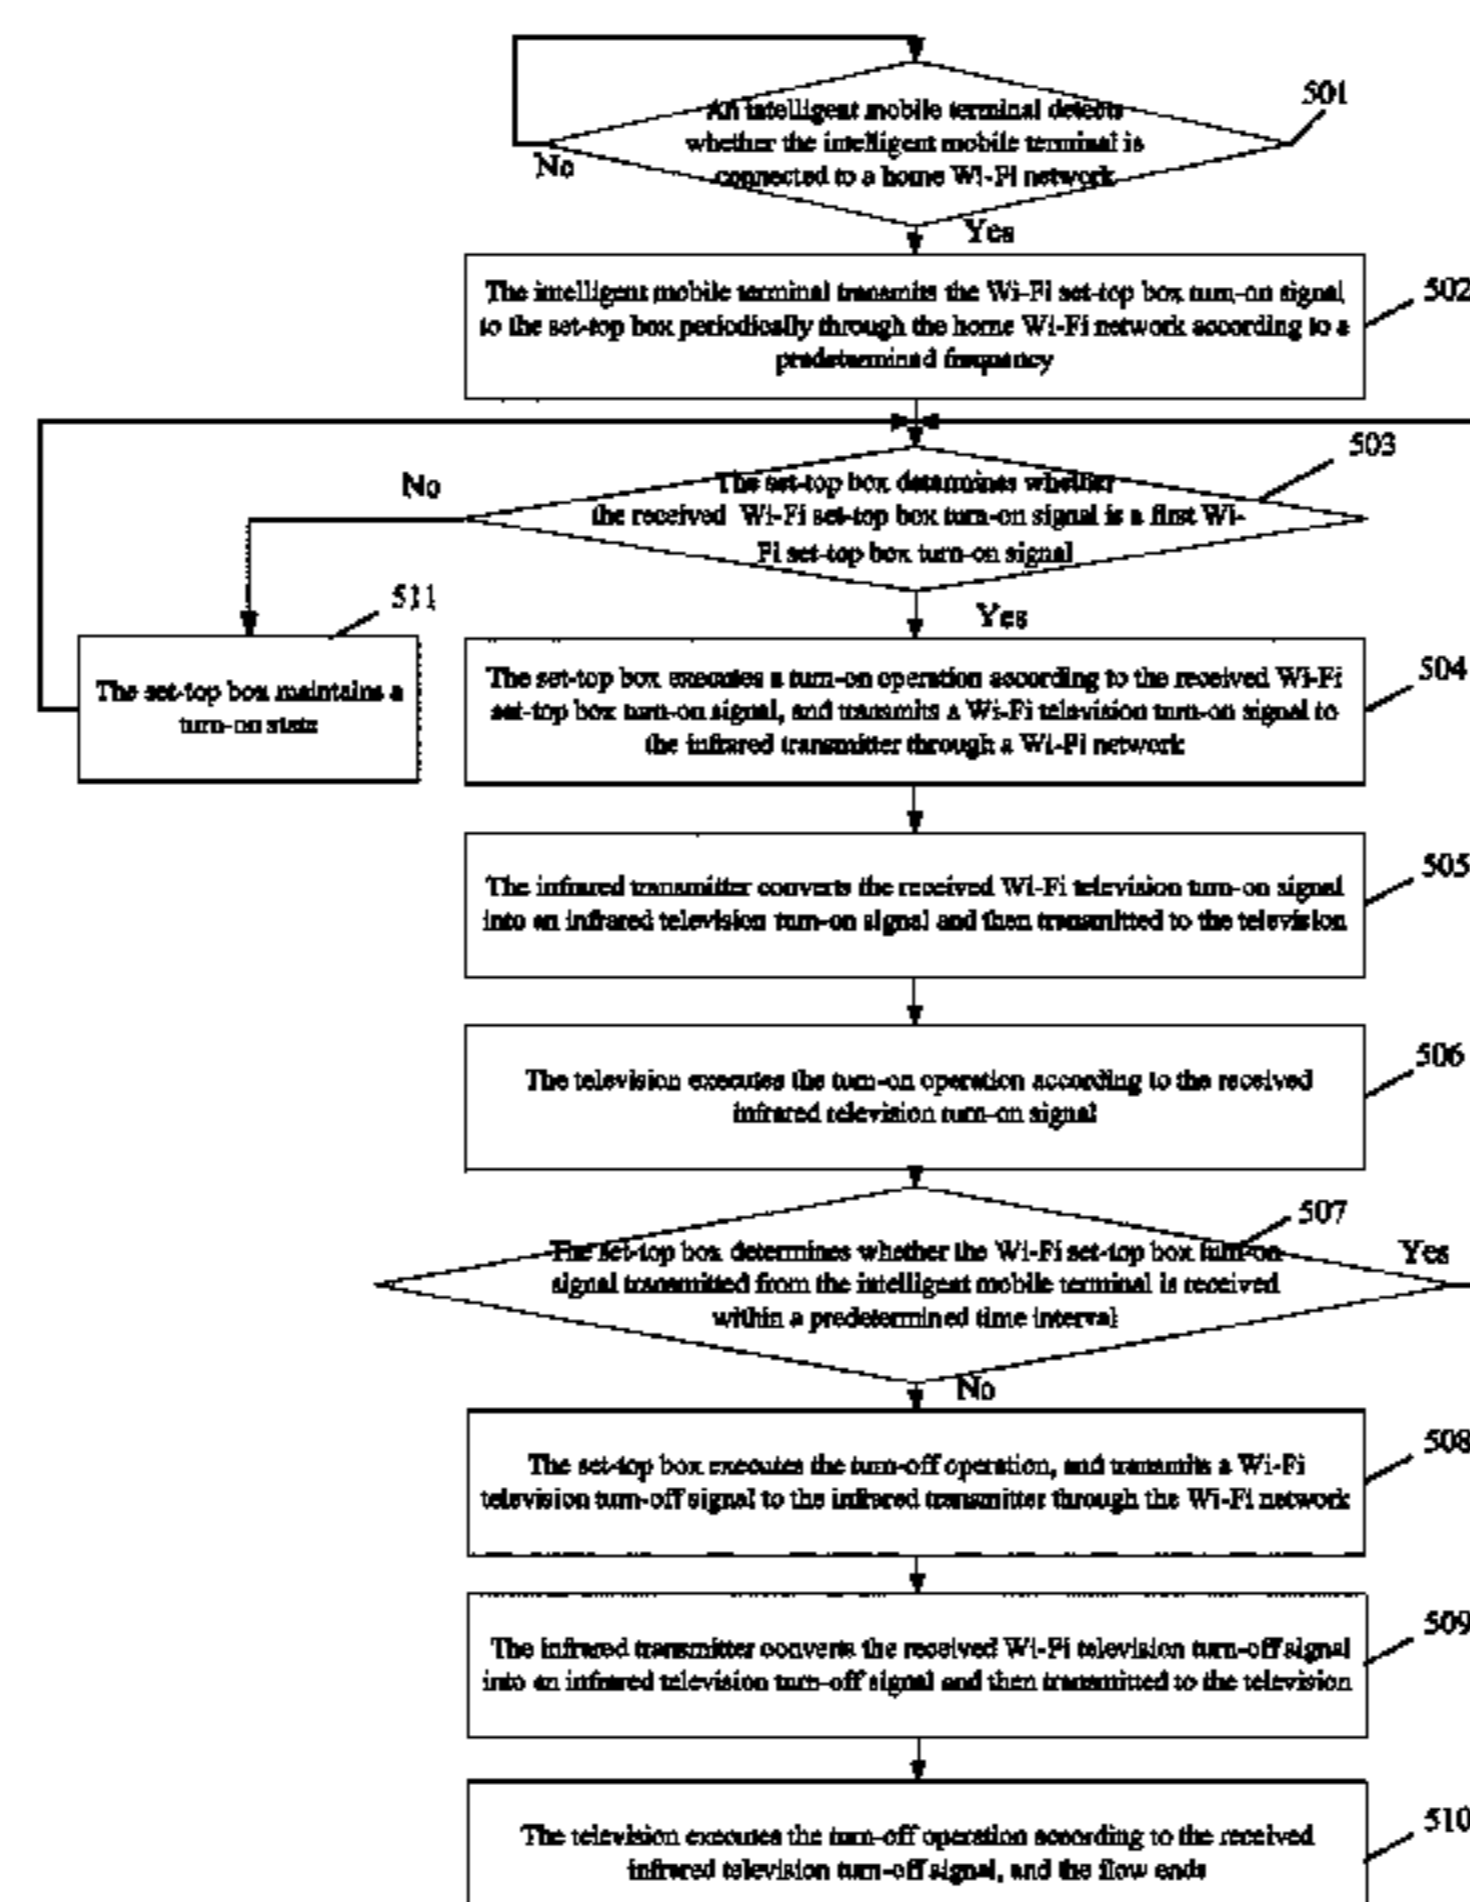 An intelligent mobile terminal detects
501
whether the intelligent mobile terminal is
connected to a home Wi-Fi network
No
Yes
The intelligent mobile terminal transmits the Wi-Fi set-top box turn-on signal
502
to the set-top box periodically through the home Wi-Fi network according to a
predetermined frequency
503
No
The set-top box determines whether
the received Wi-Fi set-top box turn-on signal is a first Wi-
Fi set-top box turn-on signal
Yes
511
The set-top box maintains a
turn-on state
504
The set-top box executes a turn-on operation according to the received Wi-Fi
set-top box turn-on signal, and transmits a Wi-Fi television turn-on signal to
the infrared transmitter through a Wi-Fi network
505
The infrared transmitter converts the received Wi-Fi television turn-on signal
into an infrared television turn-on signal and then transmitted to the television
506
The television executes the turn-on operation according to the received
infrared television turn-on signal
507
The set-top box determines whether the Wi-Fi set-top box turn-on
Yes
signal transmitted from the intelligent mobile terminal is received
within a predetermined time interval
No
508
The set-top box executes the turn-off operation, and transmits a Wi-Fi
television turn-off signal to the infrared transmitter through the Wi-Fi network
509
The infrared transmitter converts the received Wi-Fi television turn-off signal
into an infrared television turn-off signal and then transmitted to the television
510
The television executes the turn-off operation according to the received
infrared television turn-off signal, and the flow ends